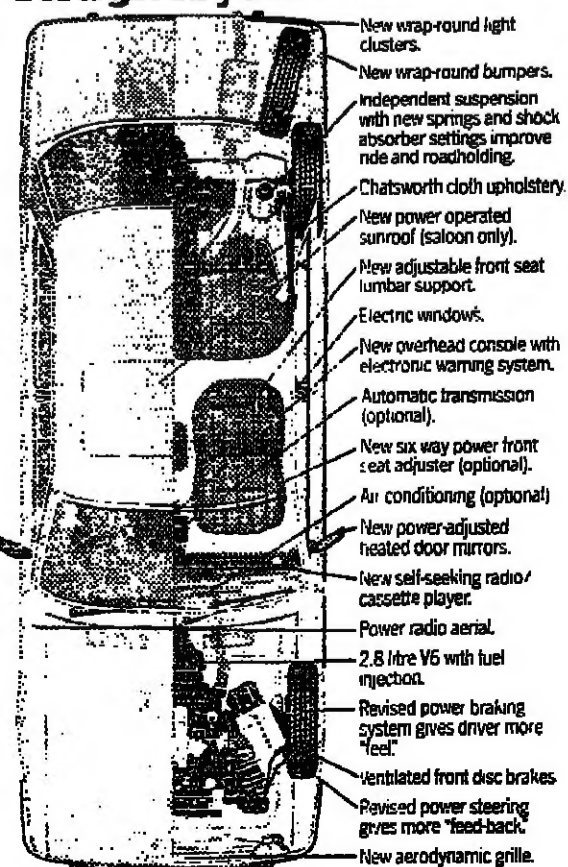 New wrap-round light
clusters.
New wrap-round bumpers.
Independent suspension
with new springs and shock
absorber settings improve
ride and roadholding.
Chatsworth cloth upholstery.
New power operated
sunroof (saloon only).
New adjustable front seat
lumbar support.
Electric windows.
New overhead console with
electronic warning system.
Automatic transmission
(optional).
New six way power front
seat adjuster (optional).
Air conditioning (optional)
New power-adjusted
heated door mirrors.
New self-seeking radio/
cassette player.
Power radio aerial.
2.8 litre V6 with fuel
injection.
Revised power braking
system gives driver more
"feel."
Ventilated front disc brakes.
Revised power steering
gives more "feed-back."
New aerodynamic grille.